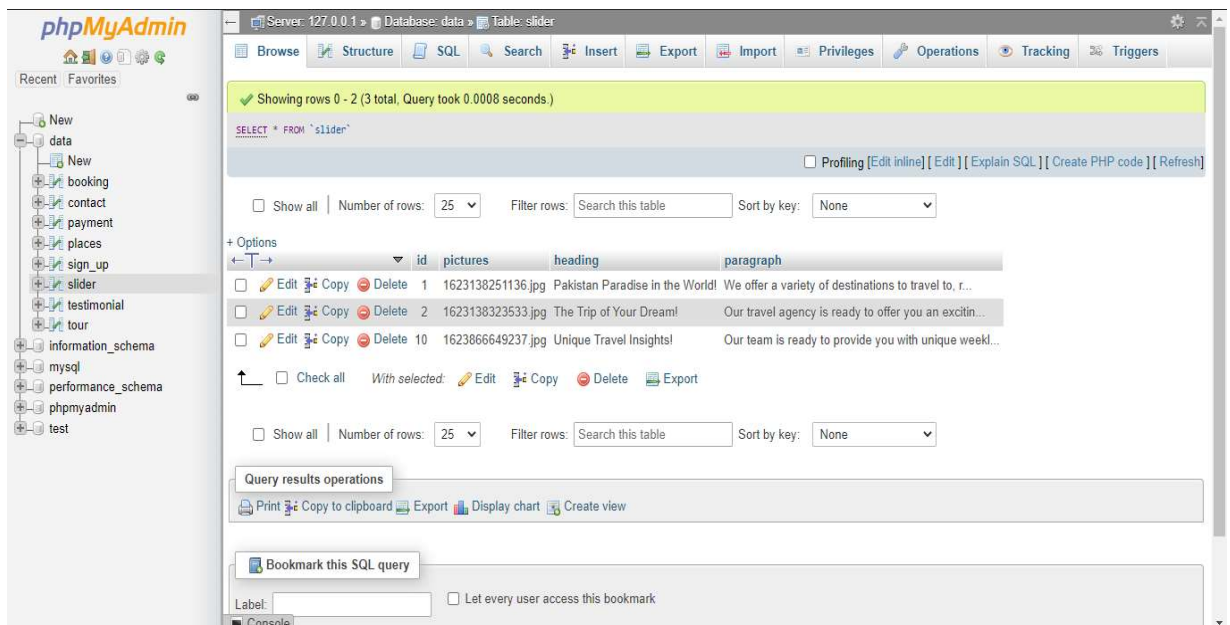 phpMyAdmin
Recent Favorites
New
data
New
booking
contact
payment
places
sign_up
slider
testimonial
tour
information_schema
mysql
performance_schema
phpmyadmin
test
Server: 127.0.0.1 » Database: data » Table: slider
Browse Structure SQL Search Insert Export Import Privileges Operations Tracking Triggers
Showing rows 0 - 2 (3 total, Query took 0.0008 seconds.)
SELECT * FROM `slider`
Profiling [Edit inline] [ Edit ] [ Explain SQL ] [ Create PHP code ] [ Refresh]
Show all | Number of rows: 25 Filter rows: Search this table Sort by key: None
+ Options
←T→ id pictures heading paragraph
Edit Copy Delete 1 1623138251136.jpg Pakistan Paradise in the World! We offer a variety of destinations to travel to, r...
Edit Copy Delete 2 1623138323533.jpg The Trip of Your Dream! Our travel agency is ready to offer you an excitin...
Edit Copy Delete 10 1623866649237.jpg Unique Travel Insights! Our team is ready to provide you with unique weekl...
Check all With selected: Edit Copy Delete Export
Show all | Number of rows: 25 Filter rows: Search this table Sort by key: None
Query results operations
Print Copy to clipboard Export Display chart Create view
Bookmark this SQL query
Label: Let every user access this bookmark
Console